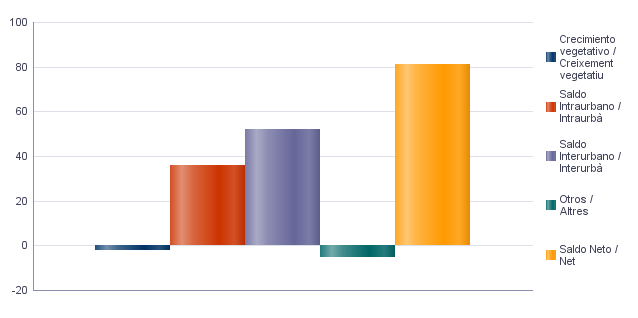 100
80
60
40
20
0
-20
Crecimiento
vegetativo /
Creixement
vegetatiu
Saldo
Intraurbano /
Intraurbà
Saldo
Interurbano /
Interurbà
Otros /
Altres
Saldo Neto /
Net